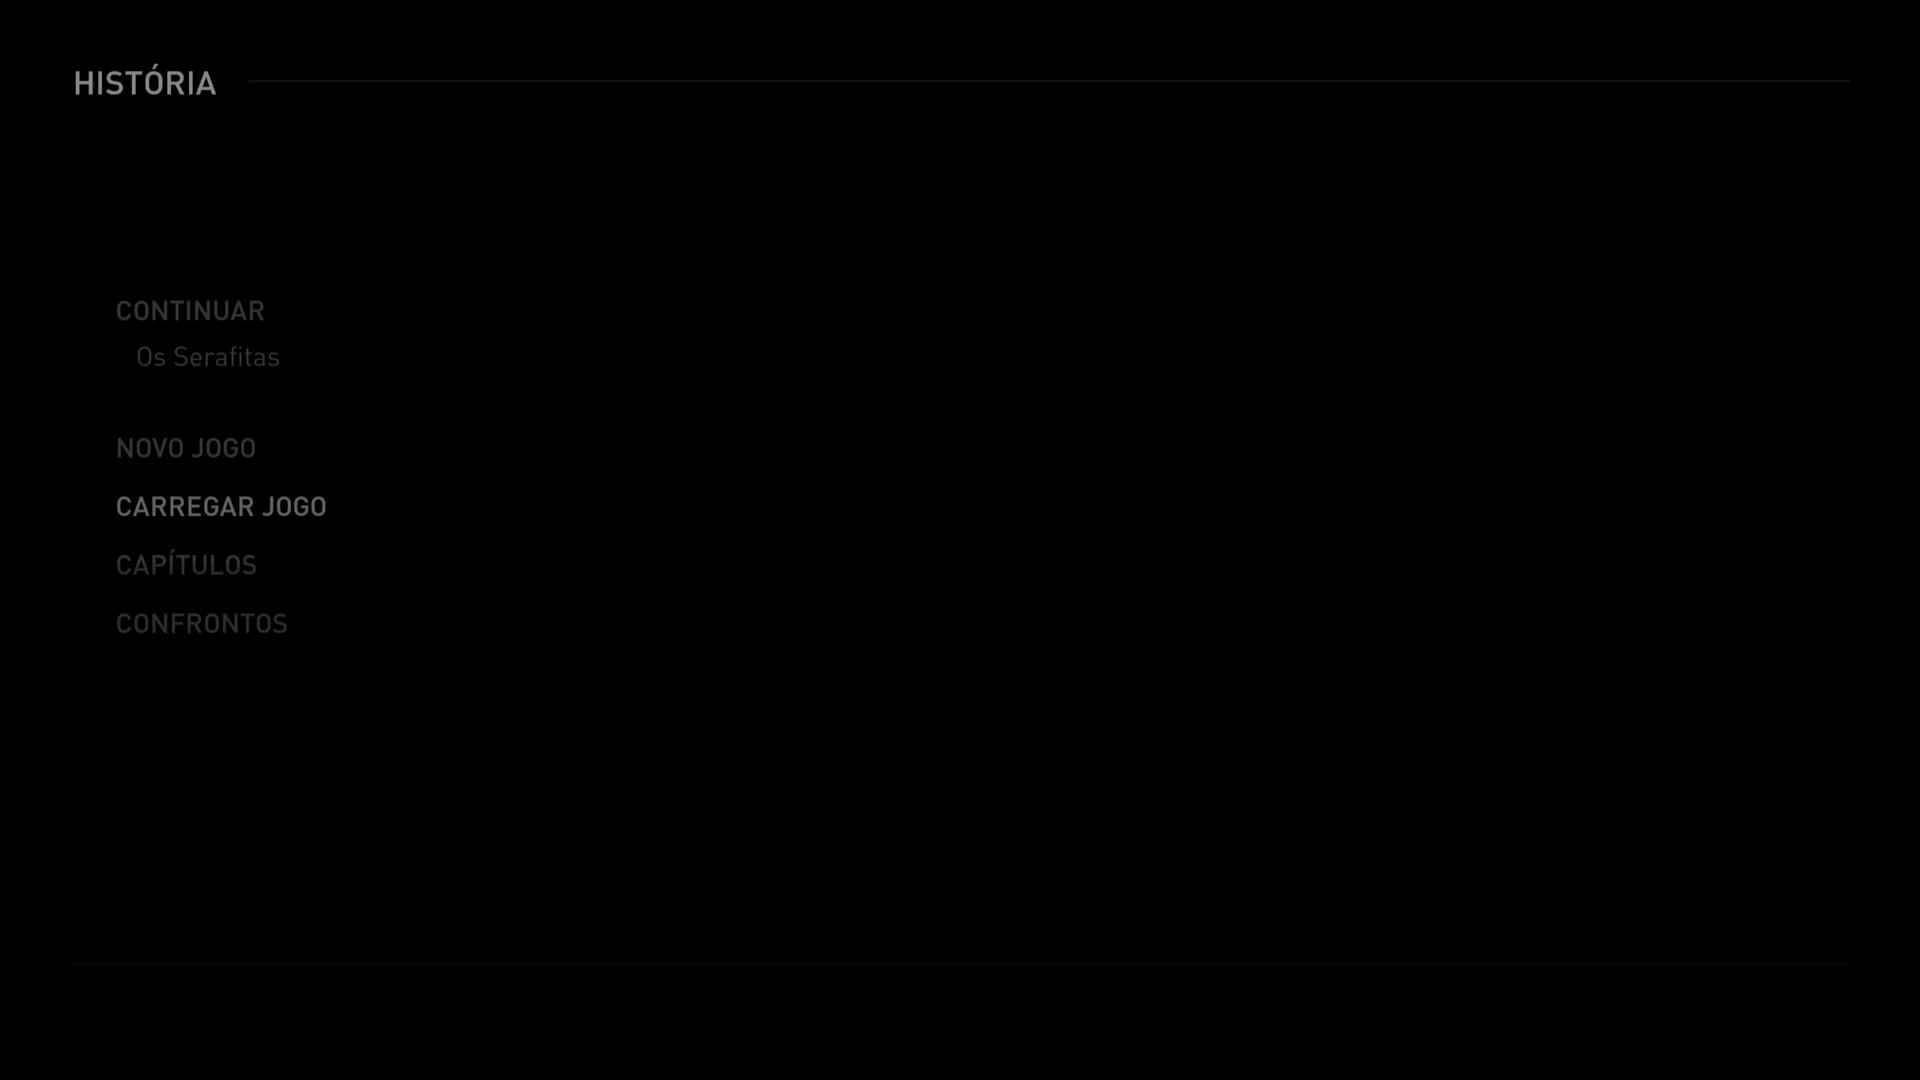 HISTÓRIA
CONTINUAR
Os Serafitas
NOVO JOGO
CARREGAR JOGO
CAPÍTULOS
CONFRONTOS